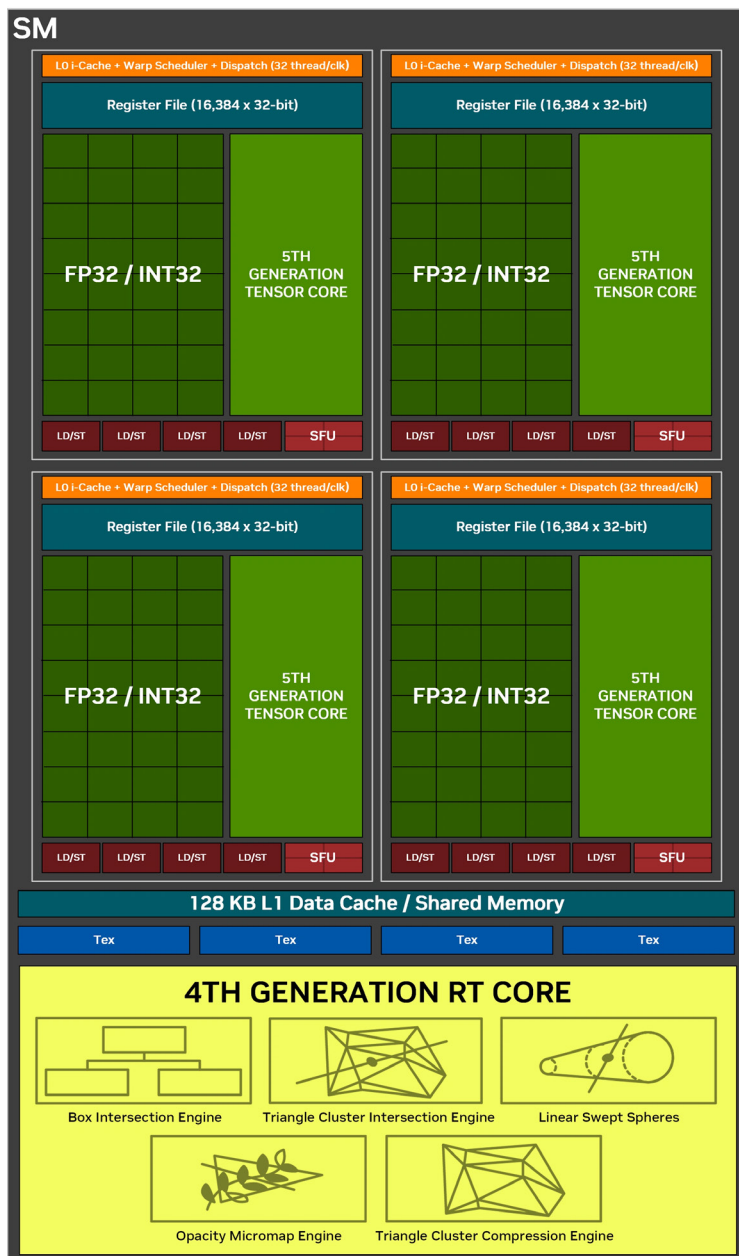 SM
L0 i-Cache + Warp Scheduler + Dispatch (32 thread/clk)
Register File (16,384 x 32-bit)
FP32 / INT32
5TH
GENERATION
TENSOR CORE
LD/ST
LD/ST
LD/ST
LD/ST
SFU
L0 i-Cache + Warp Scheduler + Dispatch (32 thread/clk)
Register File (16,384 x 32-bit)
FP32 / INT32
5TH
GENERATION
TENSOR CORE
LD/ST
LD/ST
LD/ST
LD/ST
SFU
L0 i-Cache + Warp Scheduler + Dispatch (32 thread/clk)
Register File (16,384 x 32-bit)
FP32 / INT32
5TH
GENERATION
TENSOR CORE
LD/ST
LD/ST
LD/ST
LD/ST
SFU
L0 i-Cache + Warp Scheduler + Dispatch (32 thread/clk)
Register File (16,384 x 32-bit)
FP32 / INT32
5TH
GENERATION
TENSOR CORE
LD/ST
LD/ST
LD/ST
LD/ST
SFU
128 KB L1 Data Cache / Shared Memory
Tex
Tex
Tex
Tex
4TH GENERATION RT CORE
Box Intersection Engine
Triangle Cluster Intersection Engine
Linear Swept Spheres
Opacity Micromap Engine
Triangle Cluster Compression Engine